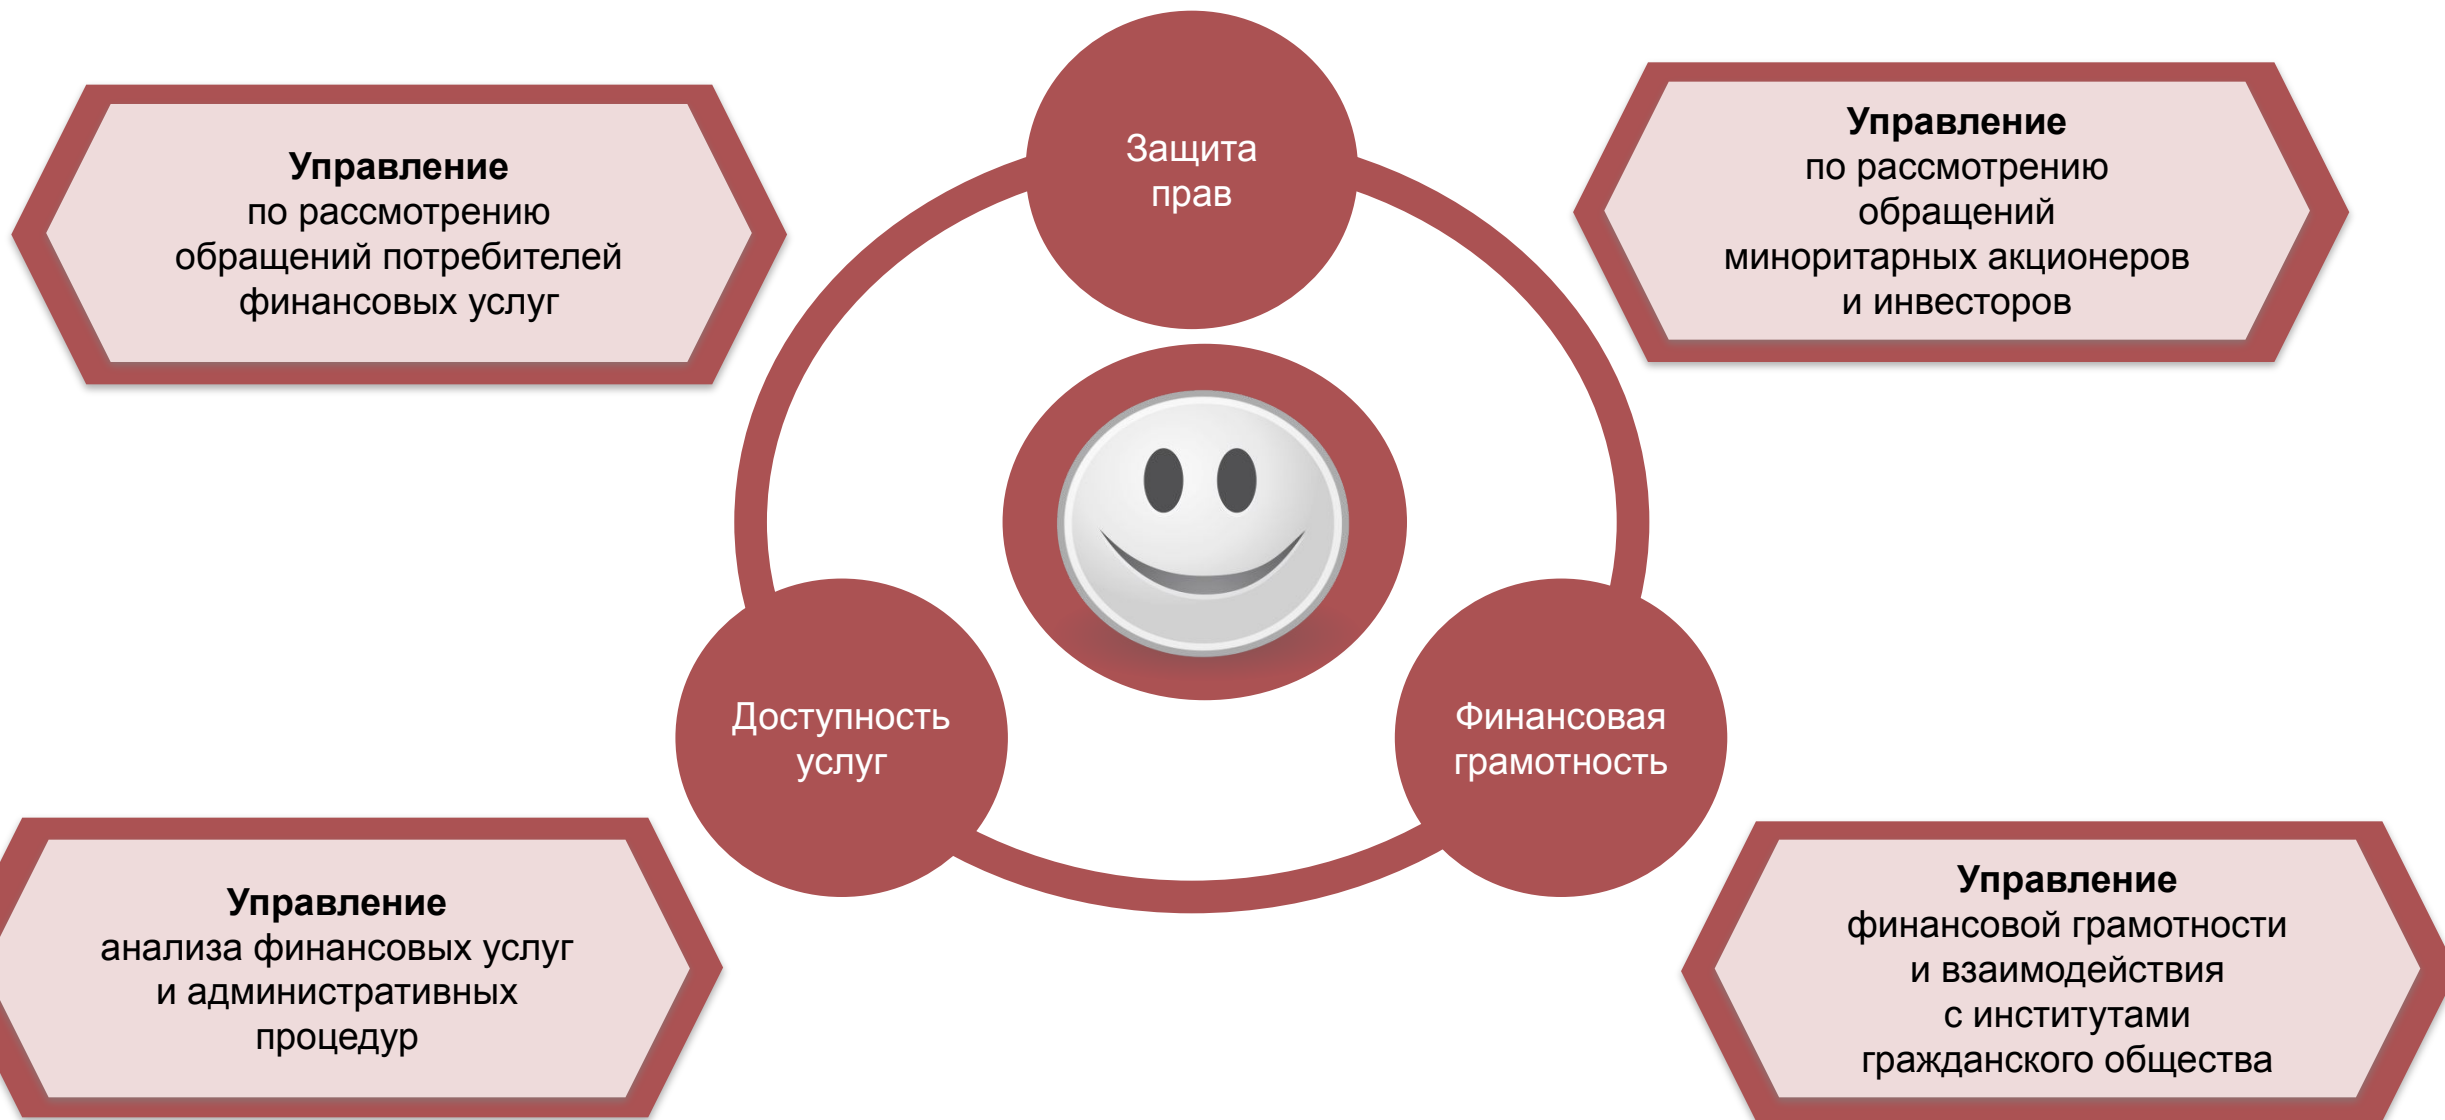 Защита
прав
Управление
по рассмотрению
обращений потребителей
финансовых услуг
Управление
по рассмотрению
обращений
миноритарных акционеров
и инвесторов
Доступность
услуг
Финансовая
грамотность
Управление
анализа финансовых услуг
и административных
процедур
Управление
финансовой грамотности
и взаимодействия
с институтами
гражданского общества